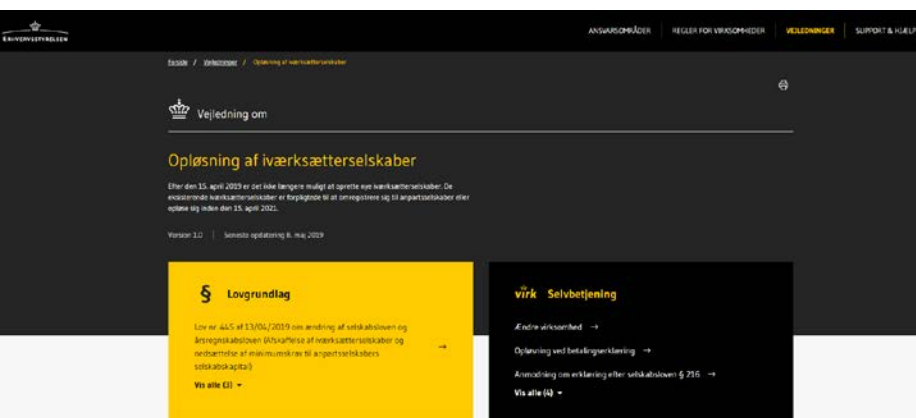 ERHVERVSSTYRELSEN
ANSVARSOMRÅDER
REGLER FOR VIRKSOMHEDER
VEJLEDNINGER
SUPPORT & HJÆLP
Forside / Vejledninger / Opløsning af iværksætterselskaber
Vejledning om
Opløsning af iværksætterselskaber
Efter den 15. april 2019 er det ikke længere muligt at oprette nye iværksætterselskaber. De
eksisterende iværksætterselskaber er forpligtede til at omregistrere sig til anpartsselskaber eller
opløse sig inden den 15. april 2021.
Version 1.0 | Seneste opdatering 8. maj 2019
§ Lovgrundlag
Lov nr. 445 af 13/04/2019 om ændring af selskabsloven og
årsregnskabsloven (Afskaffelse af iværksætterselskaber og
nedsættelse af minimumskrav til anpartsselskabers
selskabskapital) →
Vis alle (3)
virk Selvbetjening
Ændre virksomhed →
Opløsning ved betalingserklæring →
Anmodning om erklæring efter selskabsloven § 216 →
Vis alle (4)